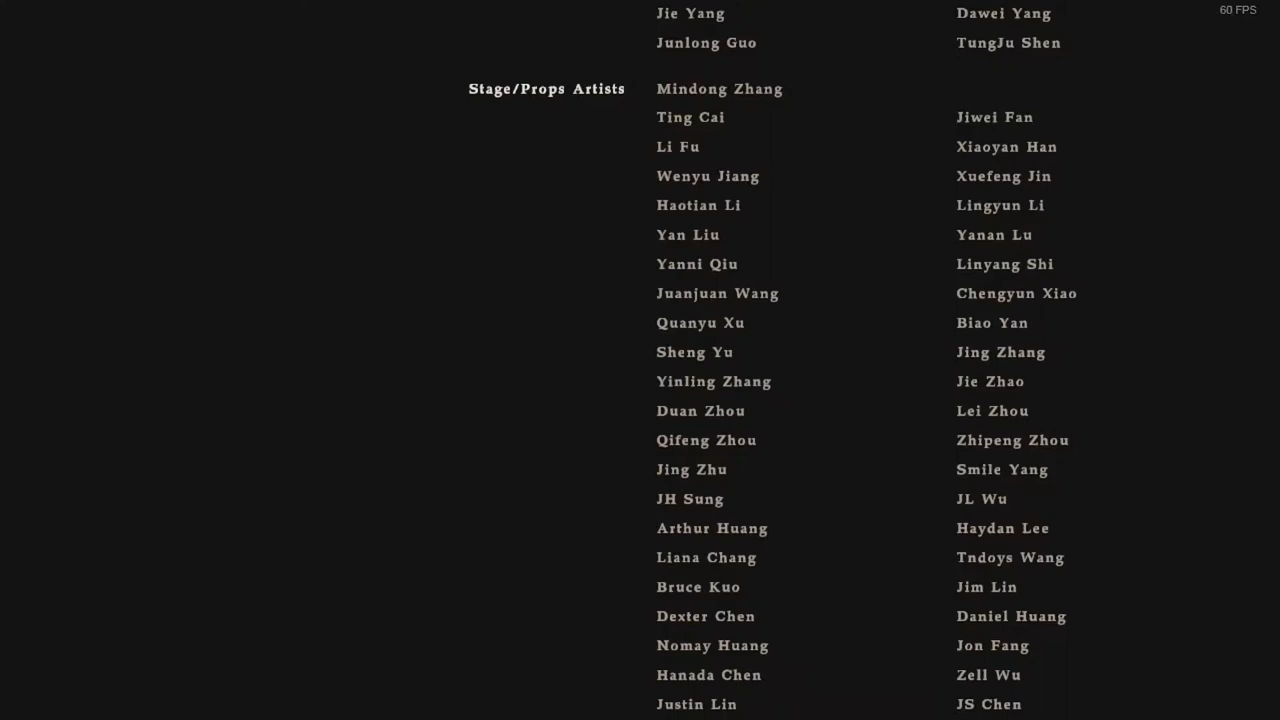 60 FPS
Jie Yang Dawei Yang
Junlong Guo TungJu Shen
Stage/Props Artists Mindong Zhang
Ting Cai Jiwei Fan
Li Fu Xiaoyan Han
Wenyu Jiang Xuefeng Jin
Haotian Li Lingyun Li
Yan Liu Yanan Lu
Yanni Qiu Linyang Shi
Juanjuan Wang Chengyun Xiao
Quanyu Xu Biao Yan
Sheng Yu Jing Zhang
Yinling Zhang Jie Zhao
Duan Zhou Lei Zhou
Qifeng Zhou Zhipeng Zhou
Jing Zhu Smile Yang
JH Sung JL Wu
Arthur Huang Haydan Lee
Liana Chang Tndoys Wang
Bruce Kuo Jim Lin
Dexter Chen Daniel Huang
Nomay Huang Jon Fang
Hanada Chen Zell Wu
Justin Lin JS Chen